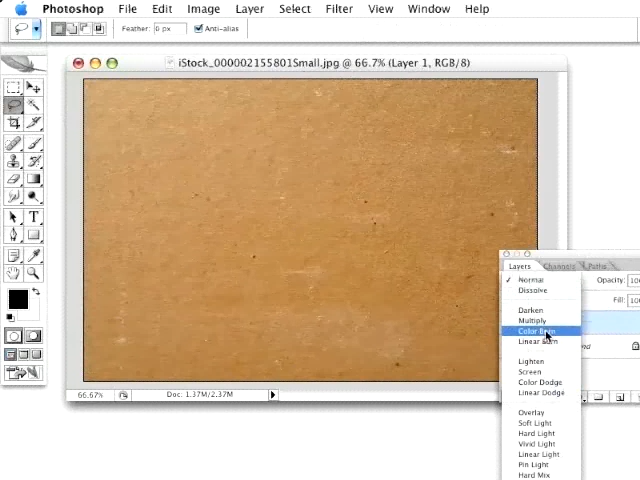 Photoshop File Edit Image Layer Select Filter View Window Help
Feather: 0 px Anti-alias
iStock_000002155801Small.jpg @ 66.7% (Layer 1, RGB/8)
T
66.67% Doc: 1.37M/2.37M
Layers Channels Paths
✓ Normal Opacity:
Dissolve
Fill:
Darken
Multiply
Color Burn
Linear Burn
Lighten
Screen
Color Dodge
Linear Dodge
Overlay
Soft Light
Hard Light
Vivid Light
Linear Light
Pin Light
Hard Mix